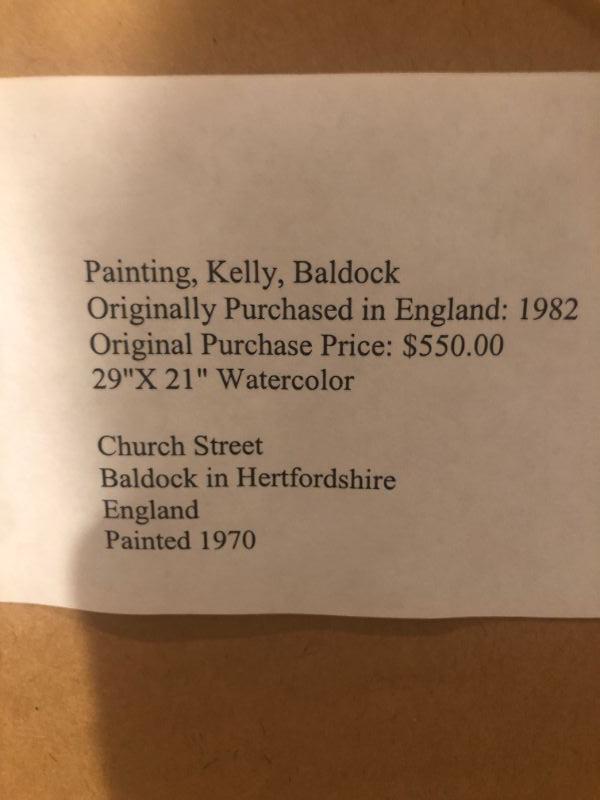 Painting, Kelly, Baldock
Originally Purchased in England: 1982
Original Purchase Price: $550.00
29"X 21" Watercolor
Church Street
Baldock in Hertfordshire
England
Painted 1970